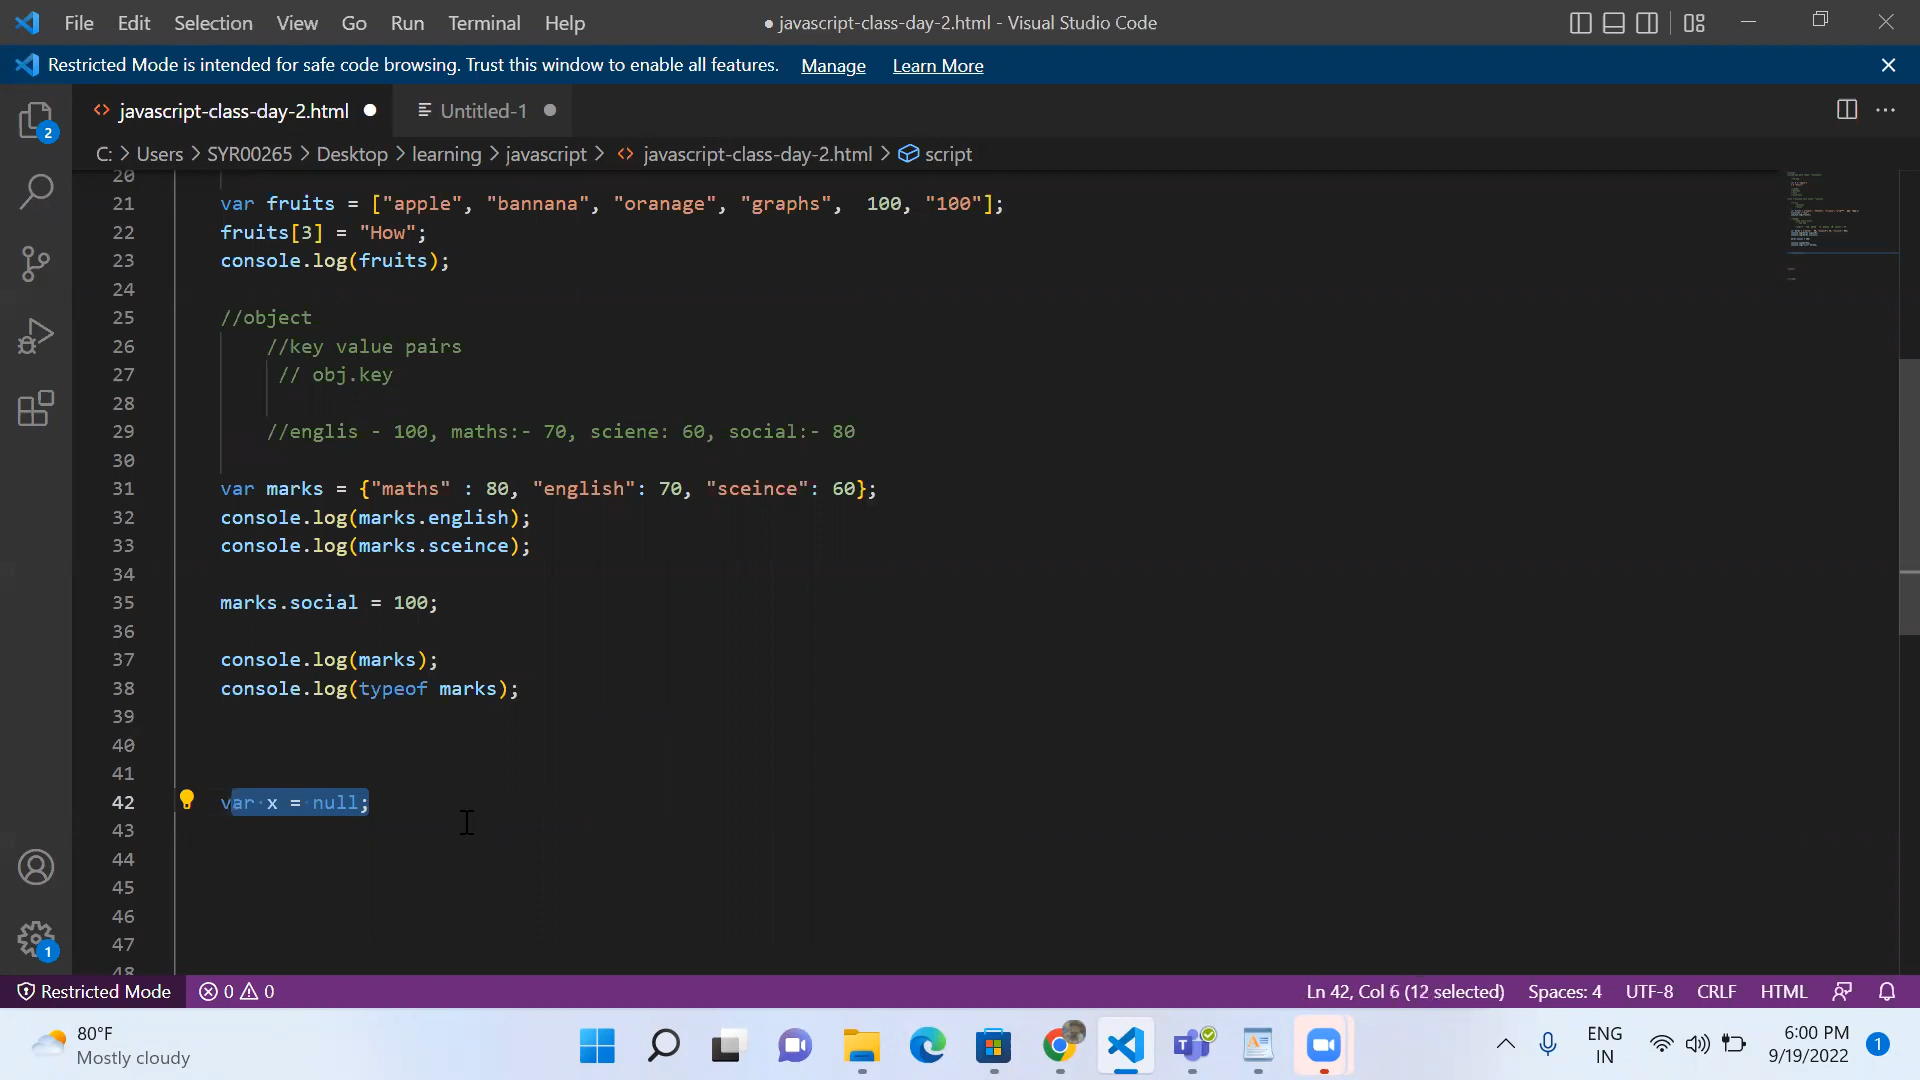 File Edit Selection View Go Run Terminal Help ● javascript-class-day-2.html - Visual Studio Code
Restricted Mode is intended for safe code browsing. Trust this window to enable all features. Manage Learn More
javascript-class-day-2.html Untitled-1
C: > Users > SYR00265 > Desktop > learning > javascript > javascript-class-day-2.html > script
20
21 var fruits = ["apple", "bannana", "oranage", "graphs",  100, "100"];
22 fruits[3] = "How";
23 console.log(fruits);
24
25 //object
26 //key value pairs
27 // obj.key
28
29 //englis - 100, maths:- 70, sciene: 60, social:- 80
30
31 var marks = {"maths" : 80, "english": 70, "sceince": 60};
32 console.log(marks.english);
33 console.log(marks.sceince);
34
35 marks.social = 100;
36
37 console.log(marks);
38 console.log(typeof marks);
39
40
41
42 var x = null;
43
44
45
46
47
48
2
1
Restricted Mode 0 0 Ln 42, Col 6 (12 selected) Spaces: 4 UTF-8 CRLF HTML
80°F
Mostly cloudy
ENG
IN
6:00 PM
9/19/2022
1